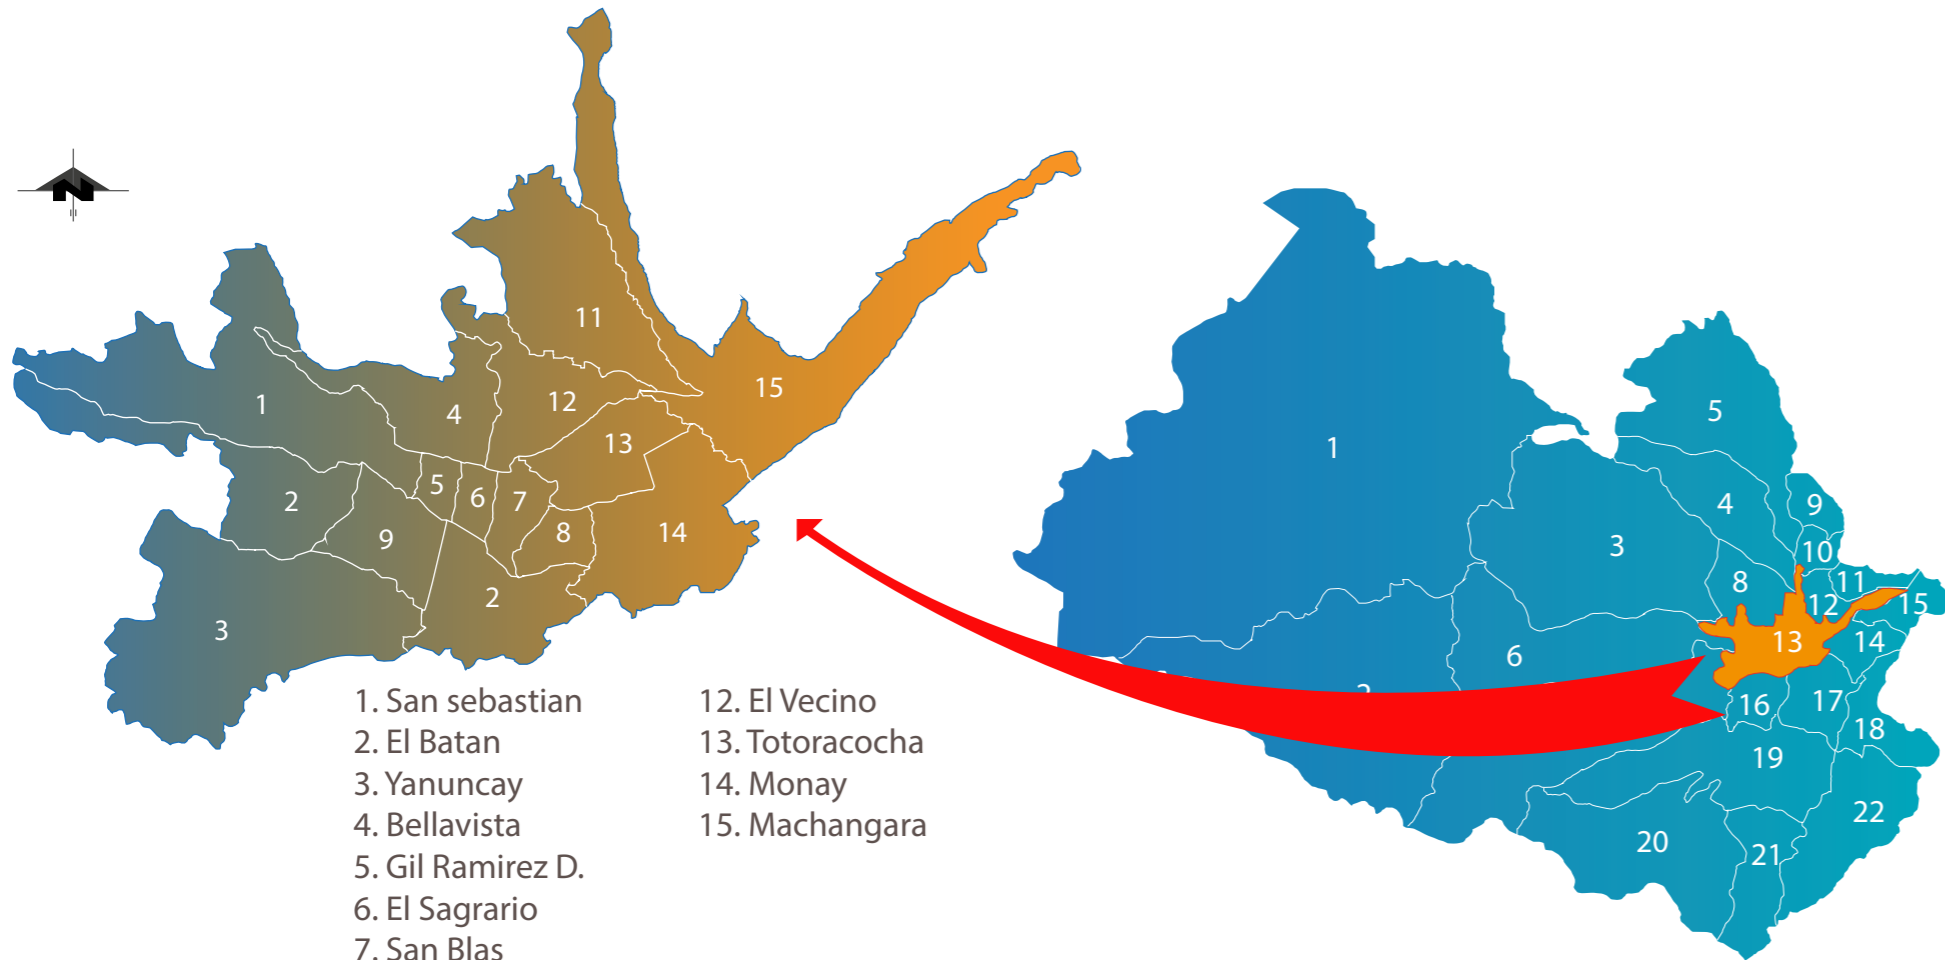 N
11
1
4
12
15
13
5
6
7
2
9
8
14
3
2
1. San sebastian
2. El Batan
3. Yanuncay
4. Bellavista
5. Gil Ramirez D.
6. El Sagrario
7. San Blas
12. El Vecino
13. Totoracocha
14. Monay
15. Machangara
1
5
4
9
3
10
8
11
12
15
13
14
6
16
17
18
19
20
21
22